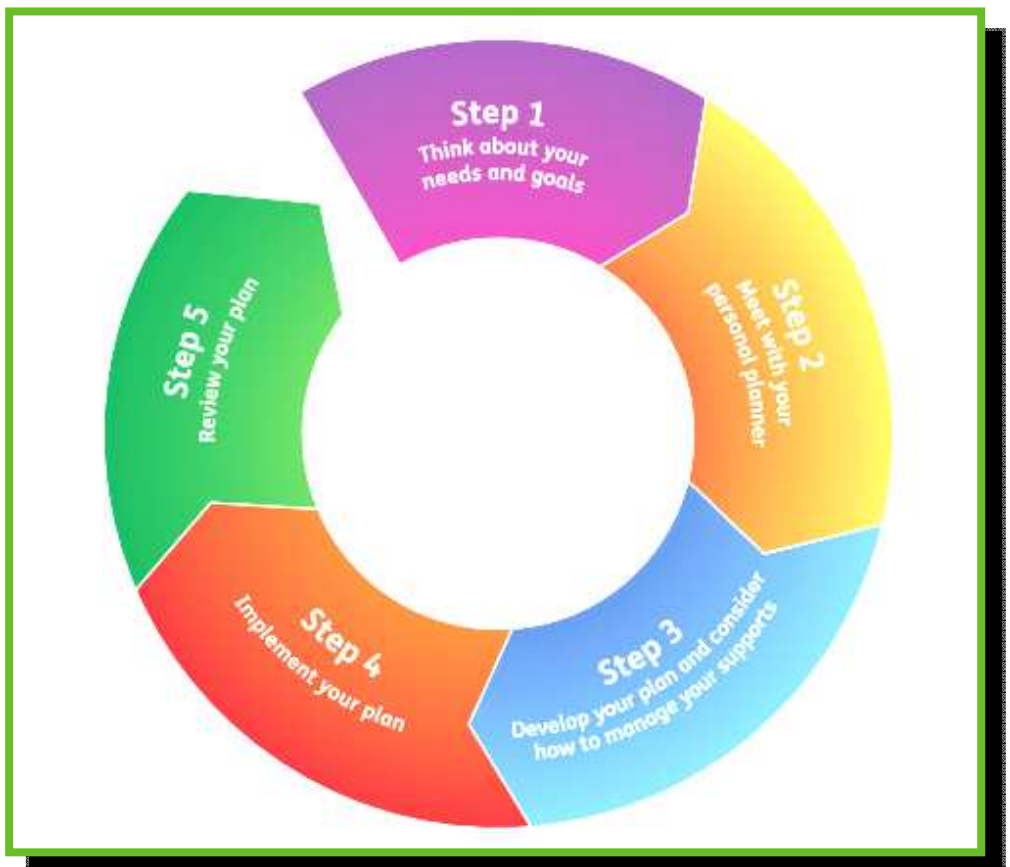 Step 1
Think about your
needs and goals
Step 2
Meet with your
personal planner
Step 3
Develop your plan and consider
how to manage your supports
Step 4
Implement your plan
Step 5
Review your plan